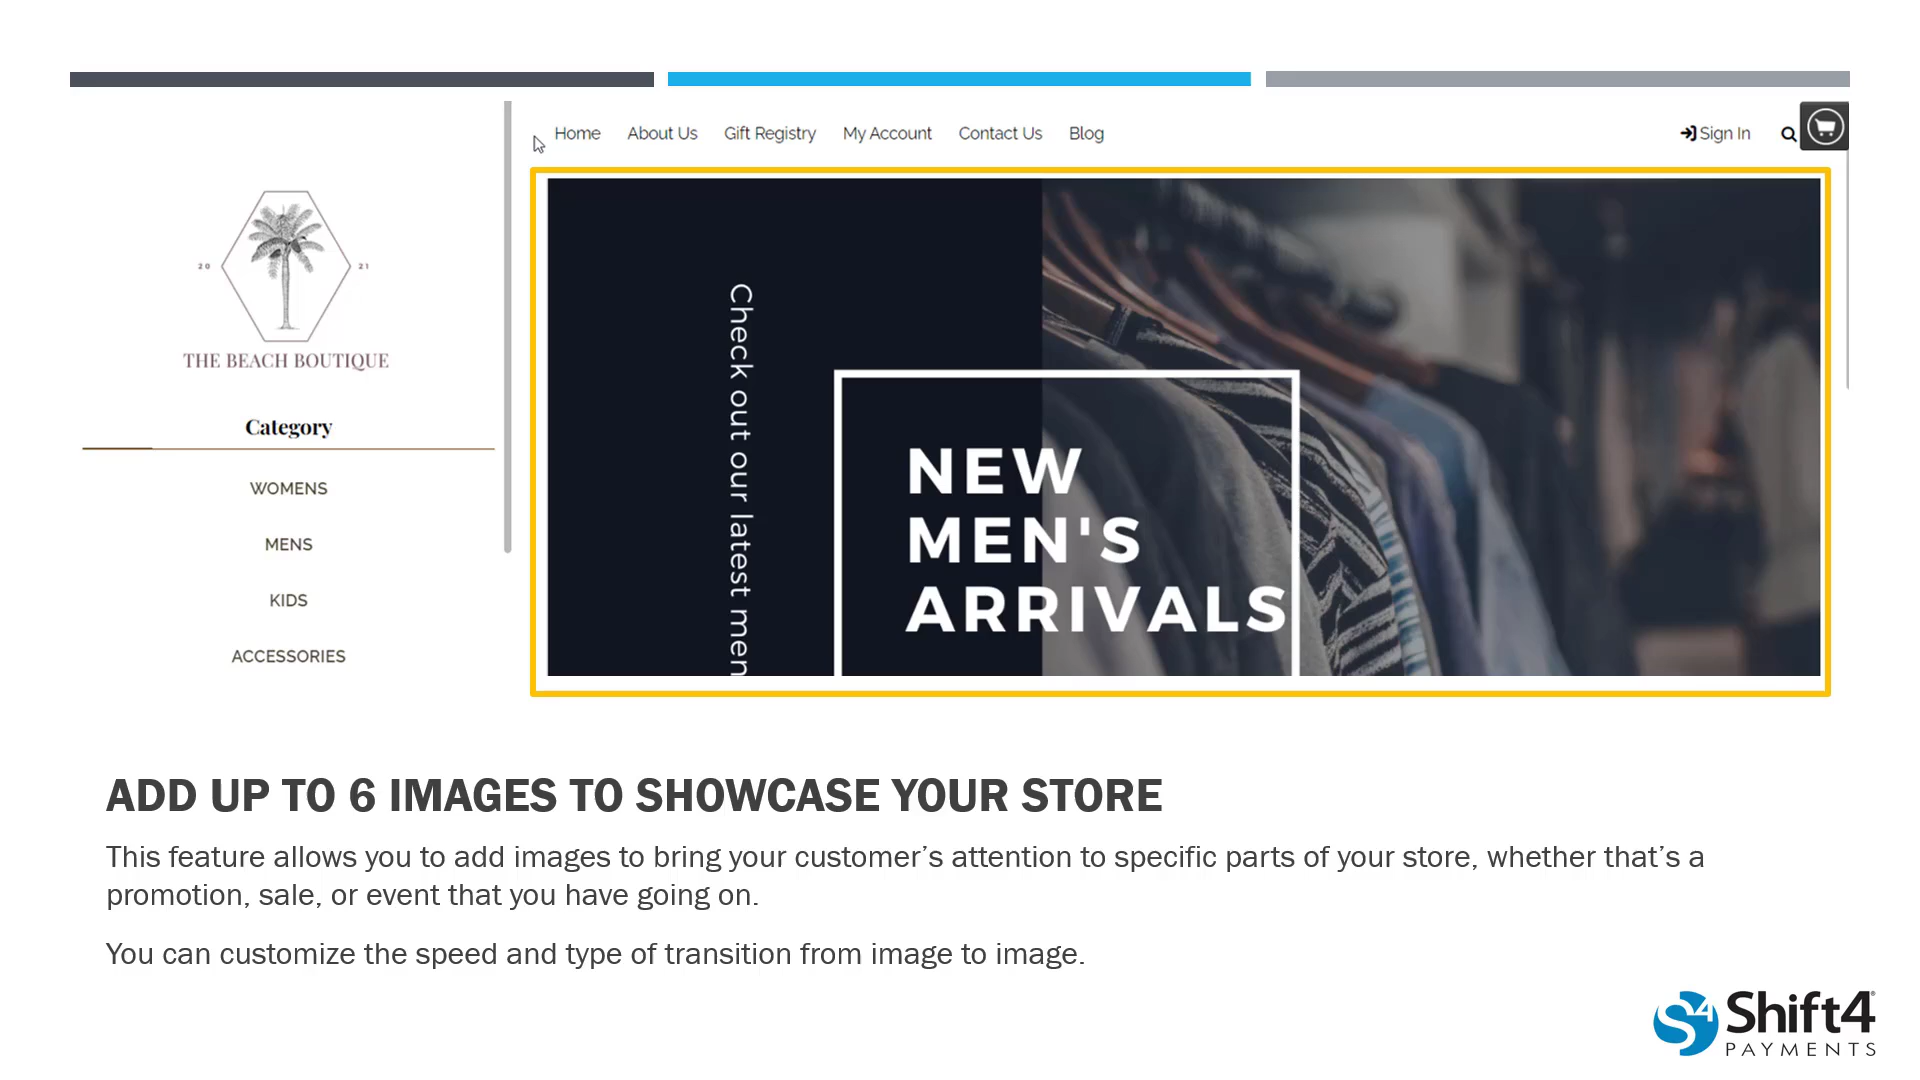 Home About Us Gift Registry My Account Contact Us Blog
Sign In
20 21
THE BEACH BOUTIQUE
Category
WOMENS
MENS
KIDS
ACCESSORIES
Check out our latest men
NEW
MEN'S
ARRIVALS
ADD UP TO 6 IMAGES TO SHOWCASE YOUR STORE
This feature allows you to add images to bring your customer’s attention to specific parts of your store, whether that’s a
promotion, sale, or event that you have going on.
You can customize the speed and type of transition from image to image.
S4 Shift4
PAYMENTS